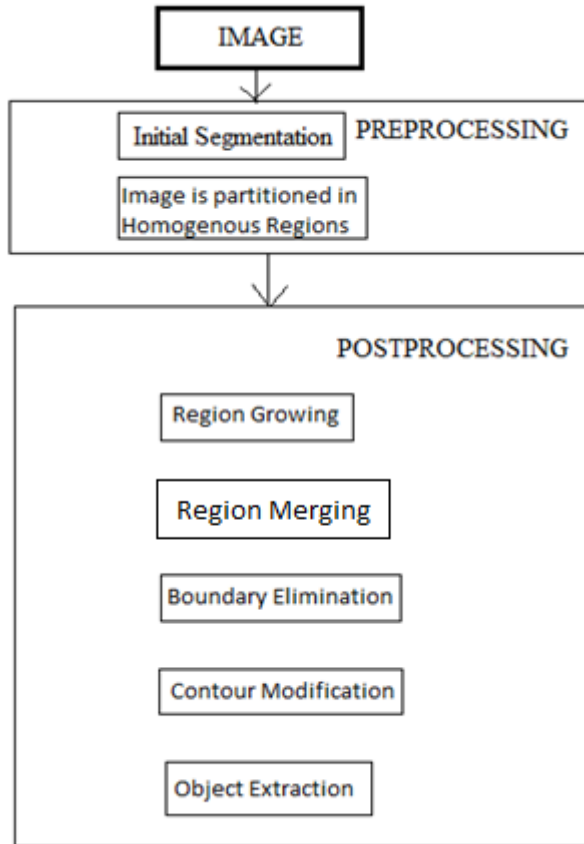 IMAGE
PREPROCESSING
Initial Segmentation
Image is partitioned in
Homogenous Regions
POSTPROCESSING
Region Growing
Region Merging
Boundary Elimination
Contour Modification
Object Extraction